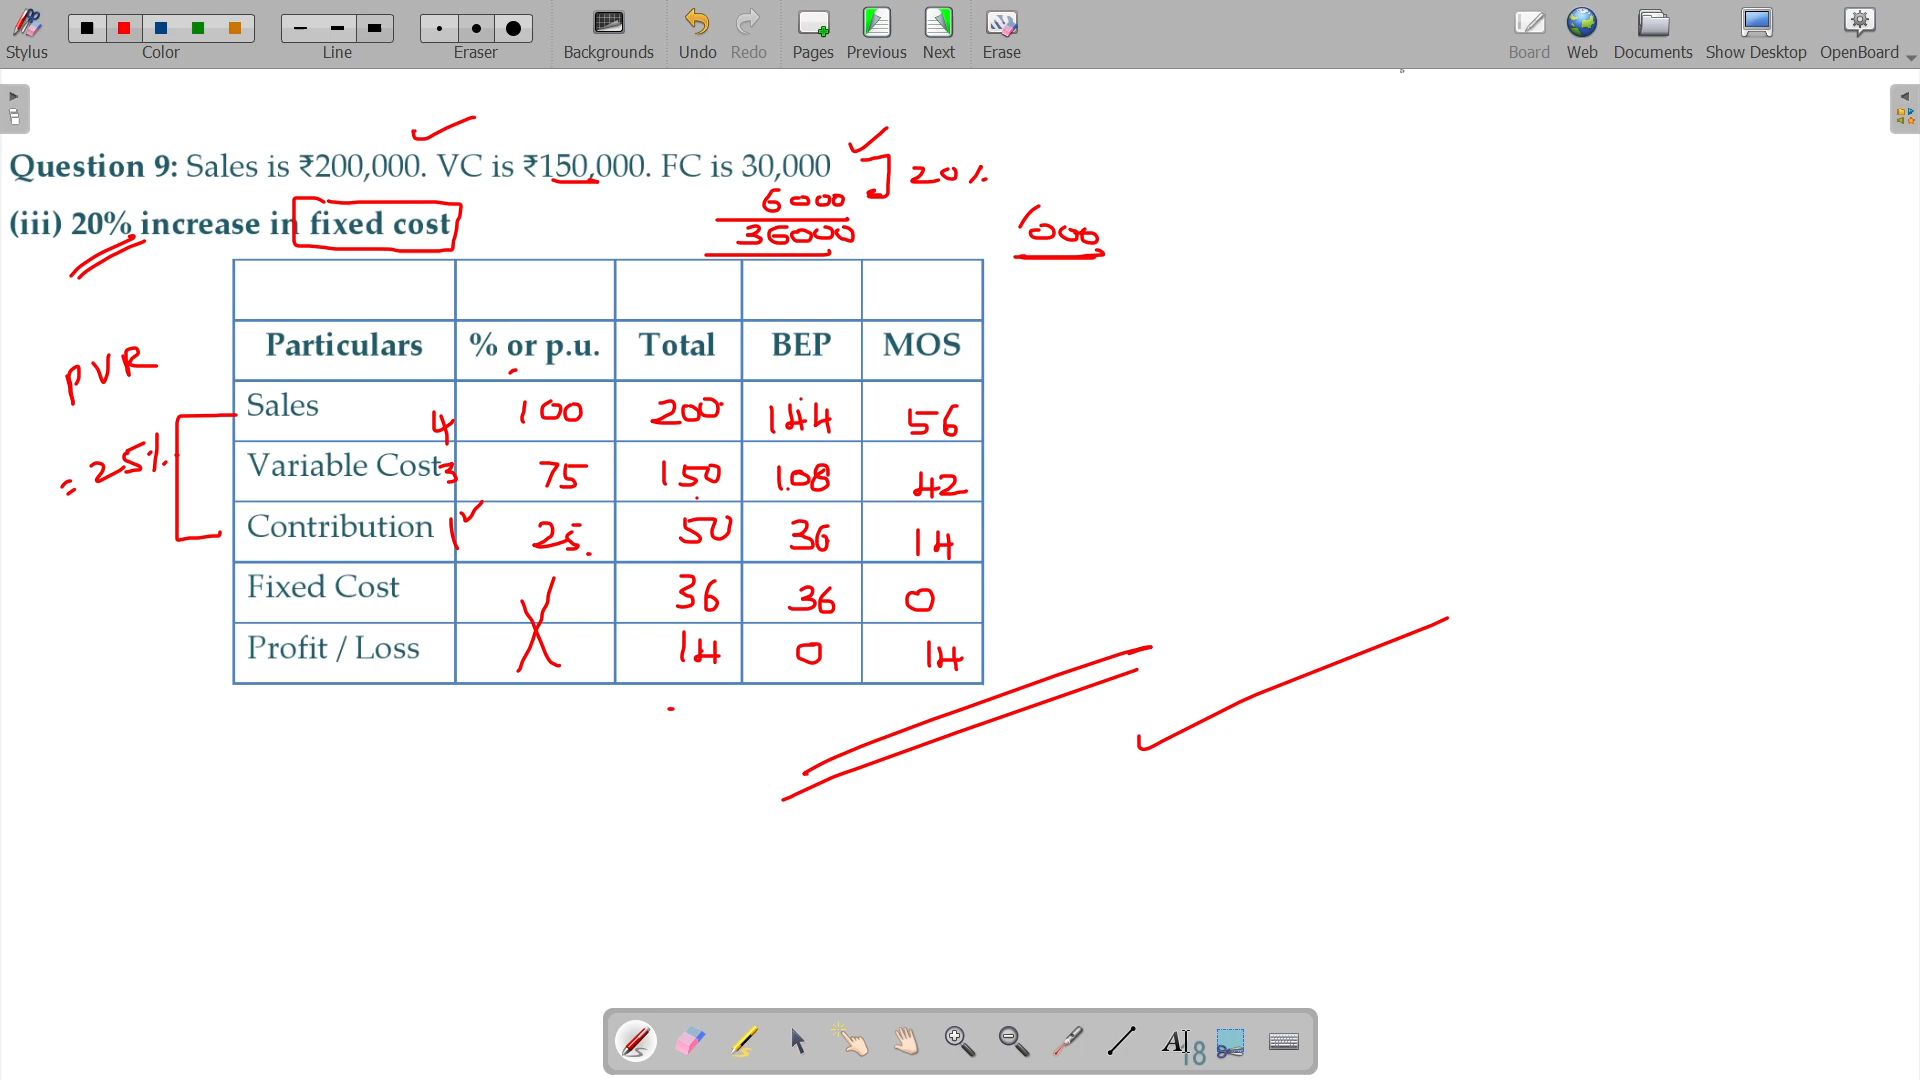 Stylus Color Line Eraser Backgrounds Undo Redo Pages Previous Next Erase Board Web Documents Show Desktop OpenBoard
Question 9: Sales is ₹200,000. VC is ₹150,000. FC is 30,000 20%
6000
(iii) 20% increase in fixed cost
36000 6000
Particulars % or p.u. Total BEP MOS
PVR
= 25%
Sales 4 100 200 144 56
Variable Cost 3 75 150 108 42
Contribution 1 25 50 36 14
Fixed Cost 36 36 0
Profit / Loss 14 0 14
18